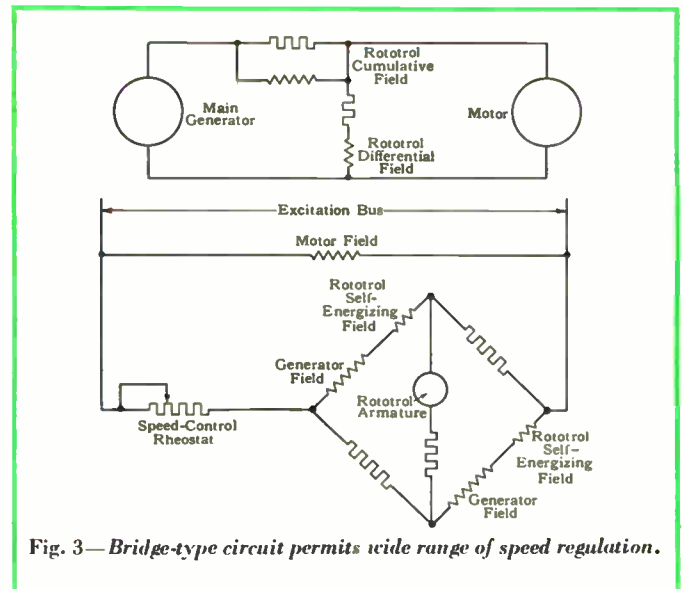 Rototrol
Cumulative
Field
Main
Generator
Motor
Rototrol
Differential
Field
Excitation Bus
Motor Field
Rototrol
Self-
Energizing
Field
Generator
Field
Rototrol
Armature
Speed-Control
Rheostat
Rototrol
Self-
Energizing
Field
Generator
Field
Fig. 3—Bridge-type circuit permits wide range of speed regulation.